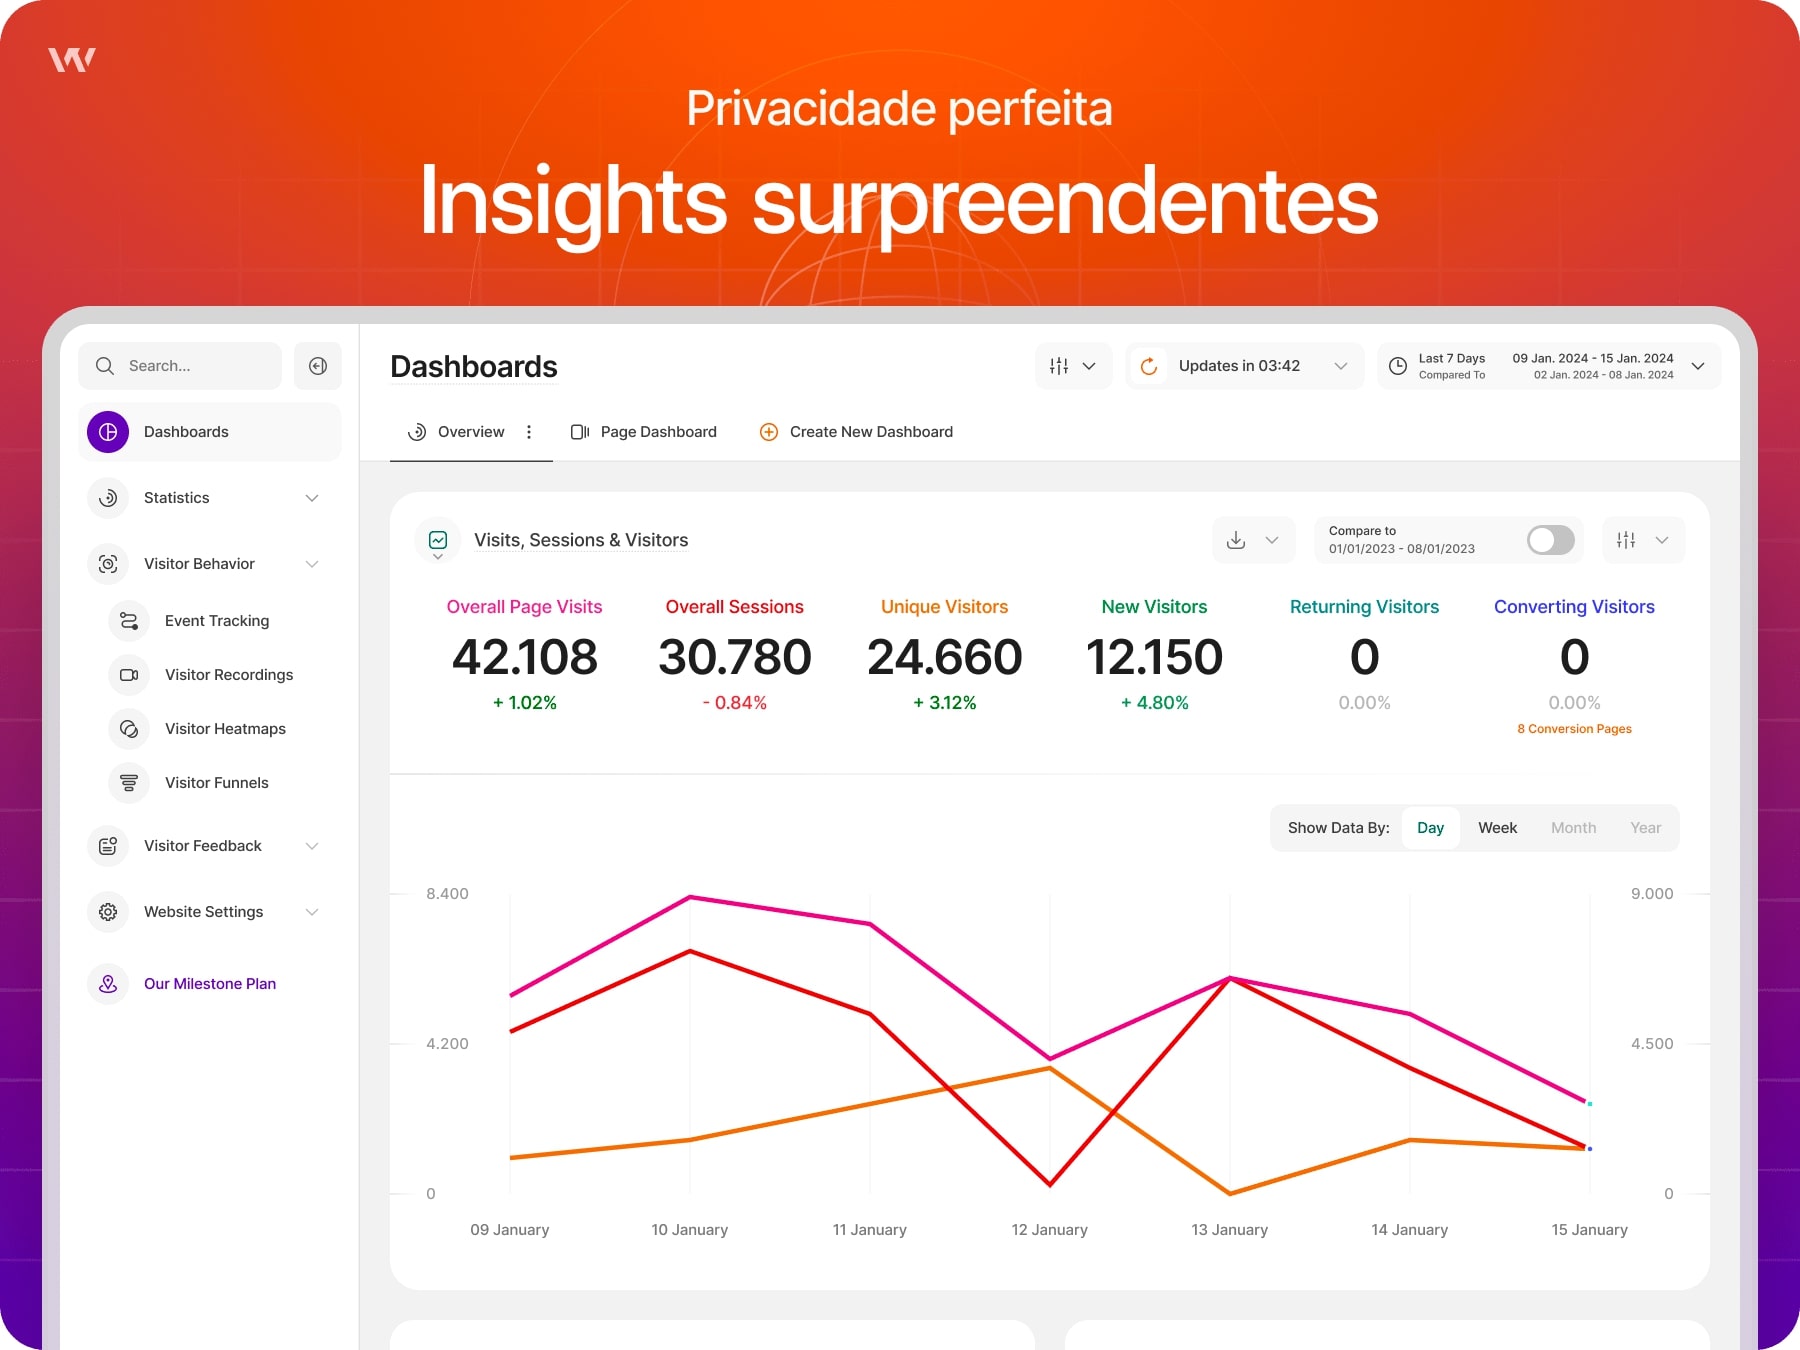 Privacidade perfeita
Insights surpreendentes
Search...
Dashboards
Statistics
Visitor Behavior
Event Tracking
Visitor Recordings
Visitor Heatmaps
Visitor Funnels
Visitor Feedback
Website Settings
Our Milestone Plan
Dashboards
Updates in 03:42
Last 7 Days 09 Jan. 2024 - 15 Jan. 2024
Compared To 02 Jan. 2024 - 08 Jan. 2024
Overview Page Dashboard Create New Dashboard
Visits, Sessions & Visitors
Compare to
01/01/2023 - 08/01/2023
Overall Page Visits Overall Sessions Unique Visitors New Visitors Returning Visitors Converting Visitors
42.108 30.780 24.660 12.150 0 0
+ 1.02% - 0.84% + 3.12% + 4.80% 0.00% 0.00%
8 Conversion Pages
Show Data By: Day Week Month Year
8.400 9.000
4.200 4.500
0 0
09 January 10 January 11 January 12 January 13 January 14 January 15 January